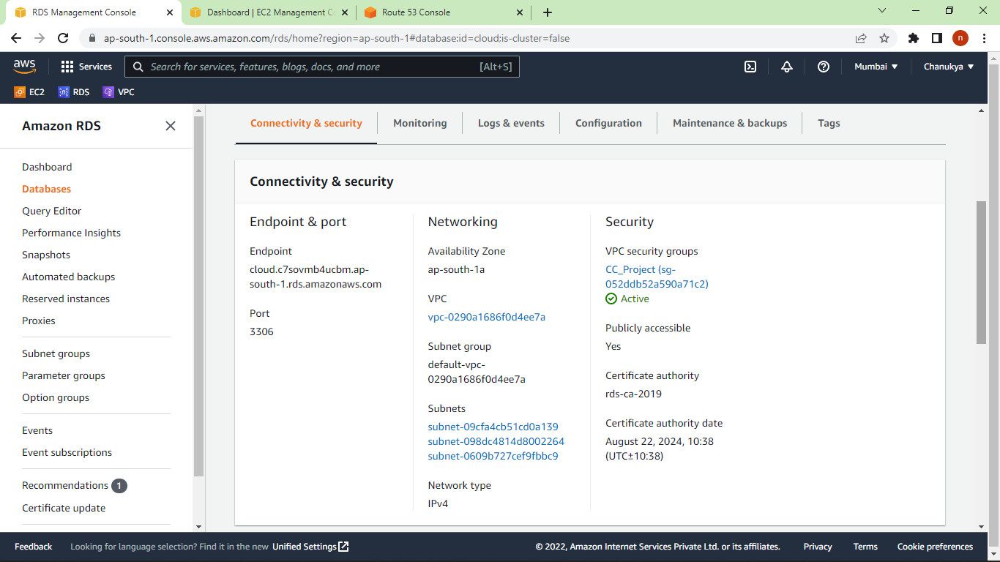 RDS Management Console
Dashboard | EC2 Management Co
Route 53 Console
ap-south-1.console.aws.amazon.com/rds/home?region=ap-south-1#database:id=cloud;is-cluster=false
n
aws
Services
Search for services, features, blogs, docs, and more
[Alt+S]
Mumbai
Chanukya
EC2
RDS
VPC
Amazon RDS
Dashboard
Databases
Query Editor
Performance Insights
Snapshots
Automated backups
Reserved instances
Proxies
Subnet groups
Parameter groups
Option groups
Events
Event subscriptions
Recommendations 1
Certificate update
Connectivity & security
Monitoring
Logs & events
Configuration
Maintenance & backups
Tags
Connectivity & security
Endpoint & port
Endpoint
cloud.c7sovmb4ucbm.ap-
south-1.rds.amazonaws.com
Port
3306
Networking
Availability Zone
ap-south-1a
VPC
vpc-0290a1686f0d4ee7a
Subnet group
default-vpc-
0290a1686f0d4ee7a
Subnets
subnet-09cfa4cb51cd0a139
subnet-098dc4814d8002264
subnet-0609b727cef9fbbc9
Network type
IPv4
Security
VPC security groups
CC_Project (sg-
052ddb52a590a71c2)
Active
Publicly accessible
Yes
Certificate authority
rds-ca-2019
Certificate authority date
August 22, 2024, 10:38
(UTC±10:38)
Feedback
Looking for language selection? Find it in the new Unified Settings
© 2022, Amazon Internet Services Private Ltd. or its affiliates.
Privacy
Terms
Cookie preferences